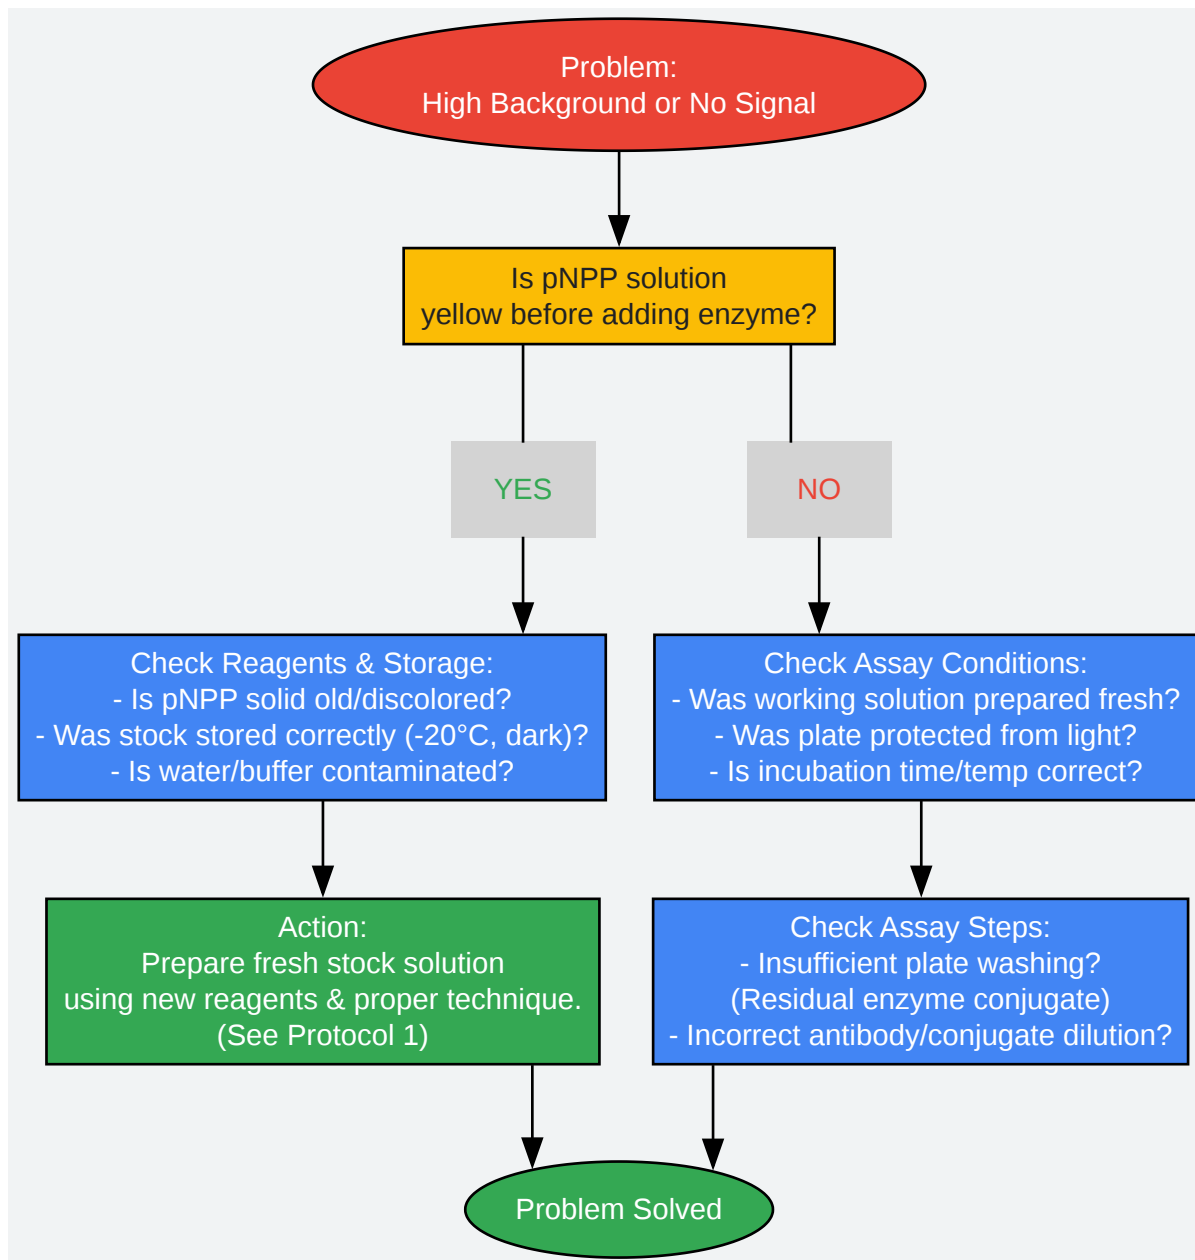 Problem:
High Background or No Signal
Is pNPP solution
yellow before adding enzyme?
YES
NO
Check Reagents & Storage:
- Is pNPP solid old/discolored?
- Was stock stored correctly (-20°C, dark)?
- Is water/buffer contaminated?
Check Assay Conditions:
- Was working solution prepared fresh?
- Was plate protected from light?
- Is incubation time/temp correct?
Action:
Prepare fresh stock solution
using new reagents & proper technique.
(See Protocol 1)
Check Assay Steps:
- Insufficient plate washing?
(Residual enzyme conjugate)
- Incorrect antibody/conjugate dilution?
Problem Solved